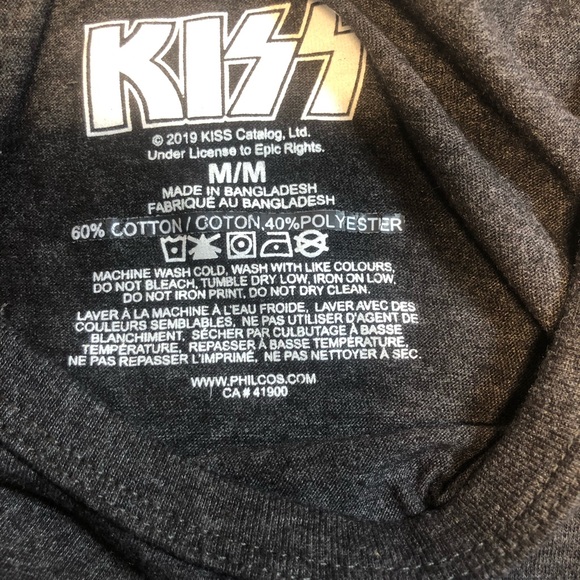 KISS
© 2019 KISS Catalog, Ltd.
Under License to Epic Rights.
M/M
MADE IN BANGLADESH
FABRIQUÉ AU BANGLADESH
60% COTTON / COTON, 40% POLYESTER
MACHINE WASH COLD, WASH WITH LIKE COLOURS,
DO NOT BLEACH, TUMBLE DRY LOW, IRON ON LOW,
DO NOT IRON PRINT, DO NOT DRY CLEAN.
LAVER À LA MACHINE À L'EAU FROIDE, LAVER AVEC DES
COULEURS SEMBLABLES, NE PAS UTILISER D'AGENT DE
BLANCHIMENT, SÉCHER PAR CULBUTAGE À BASSE
TEMPÉRATURE, REPASSER À BASSE TEMPÉRATURE,
NE PAS REPASSER L'IMPRIMÉ, NE PAS NETTOYER À SEC.
WWW.PHILCOS.COM
CA # 41900